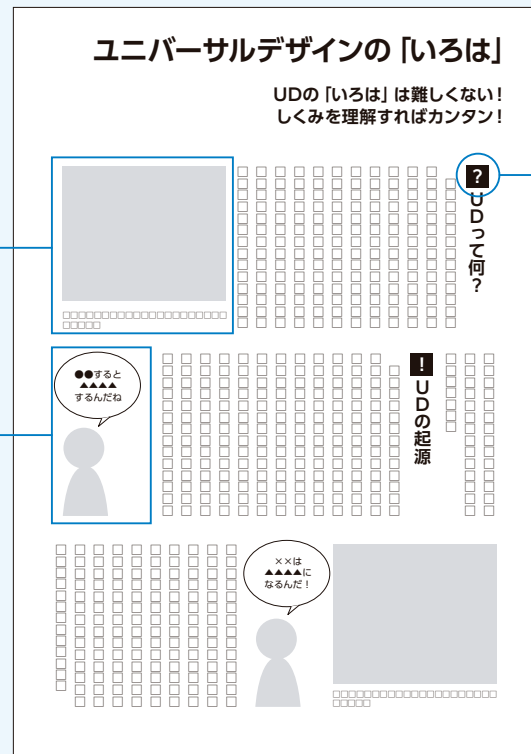 ユニバーサルデザインの「いろは」
UDの「いろは」は難しくない！
しくみを理解すればカンタン！
?
UDって何？
!
UDの起源
●●すると
▲▲▲▲
するんだね
××は
▲▲▲▲に
なるんだ！